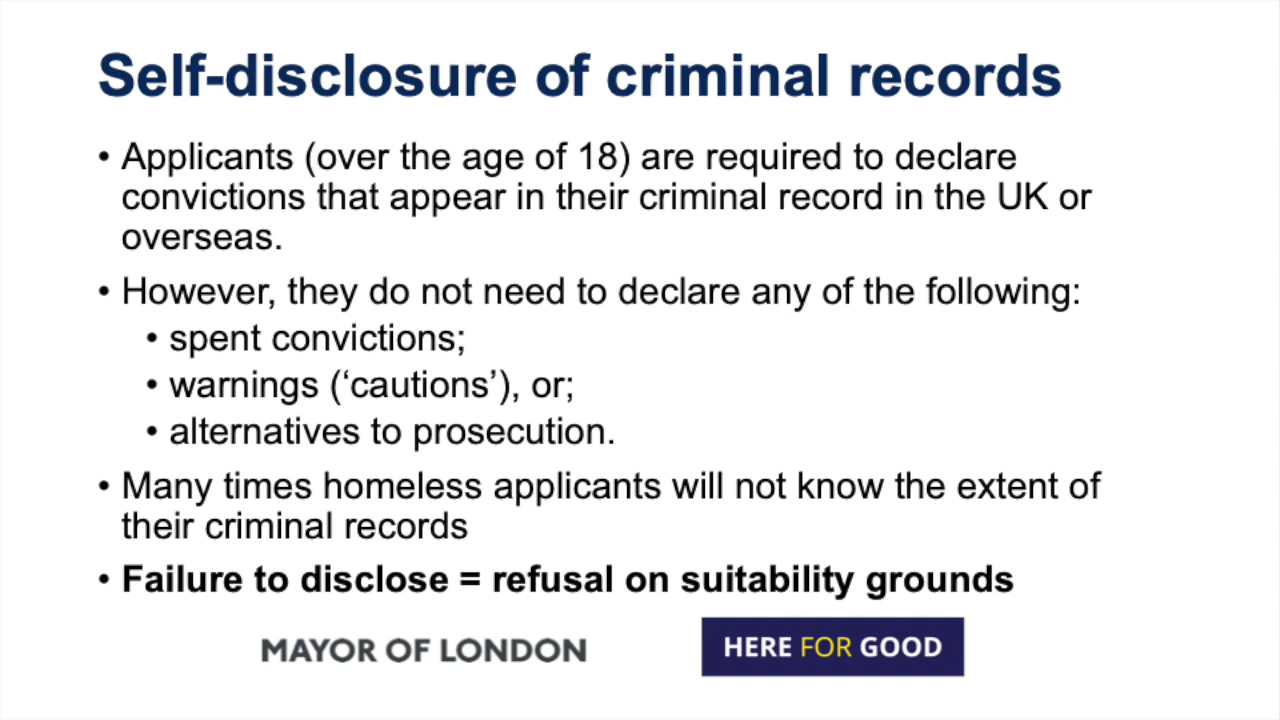 Self-disclosure of criminal records
• Applicants (over the age of 18) are required to declare
convictions that appear in their criminal record in the UK or
overseas.
• However, they do not need to declare any of the following:
• spent convictions;
• warnings (‘cautions’), or;
• alternatives to prosecution.
• Many times homeless applicants will not know the extent of
their criminal records
• Failure to disclose = refusal on suitability grounds
MAYOR OF LONDON
HERE FOR GOOD